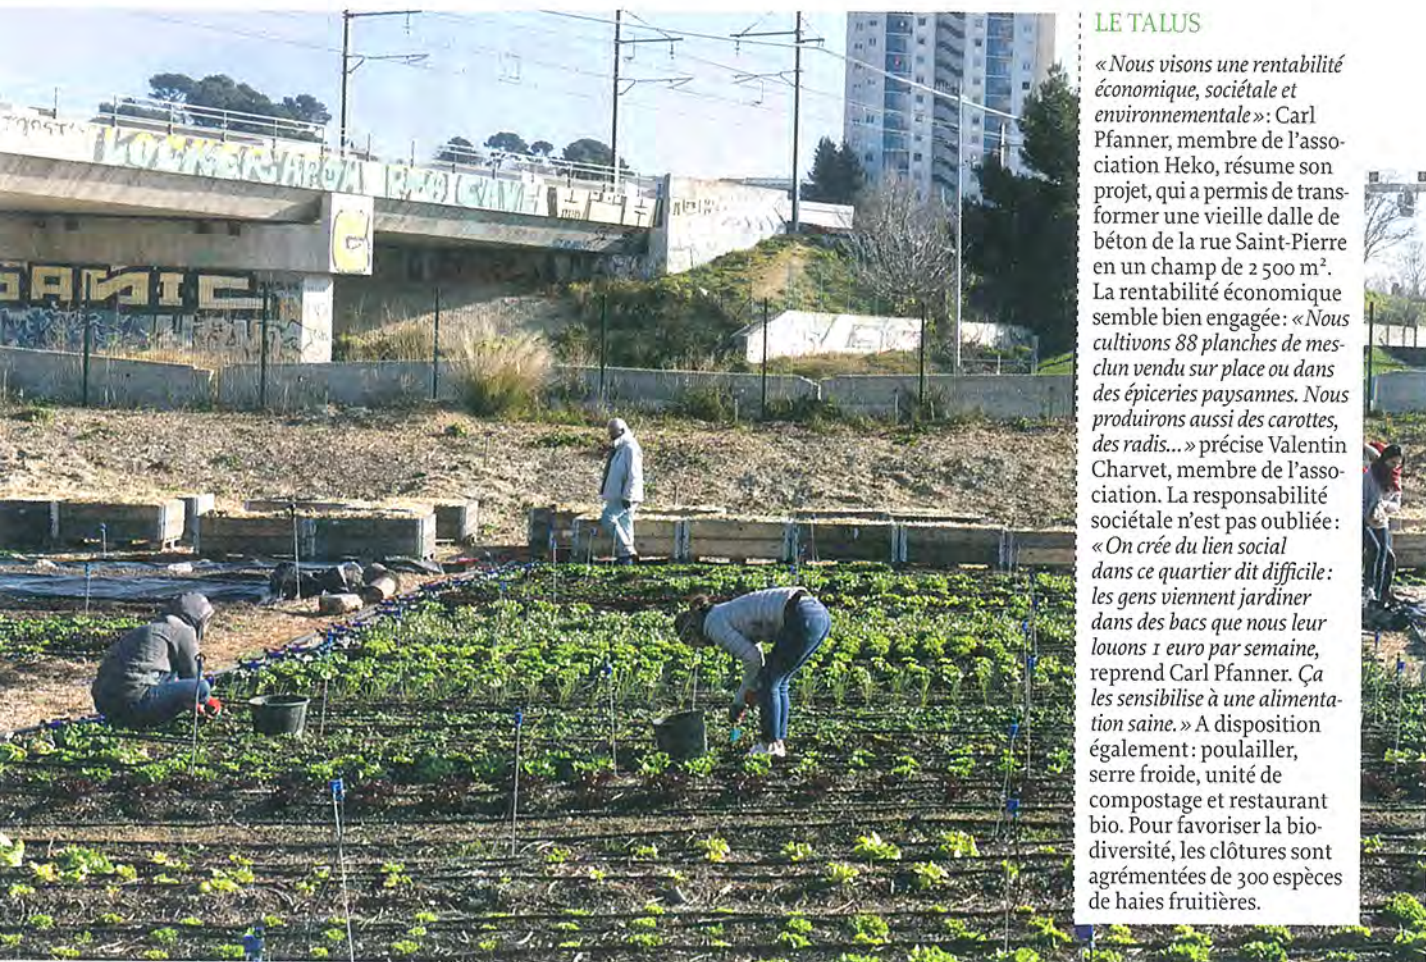 LE TALUS
« Nous visons une rentabilité
économique, sociétale et
environnementale » : Carl
Pfanner, membre de l'asso-
ciation Heko, résume son
projet, qui a permis de trans-
former une vieille dalle de
béton de la rue Saint-Pierre
en un champ de 2 500 m².
La rentabilité économique
semble bien engagée : « Nous
cultivons 88 planches de mes-
clun vendu sur place ou dans
des épiceries paysannes. Nous
produirons aussi des carottes,
des radis... » précise Valentin
Charvet, membre de l'asso-
ciation. La responsabilité
sociétale n'est pas oubliée :
« On crée du lien social
dans ce quartier dit difficile :
les gens viennent jardiner
dans des bacs que nous leur
louons 1 euro par semaine,
reprend Carl Pfanner. Ça
les sensibilise à une alimenta-
tion saine. » A disposition
également : poulailler,
serre froide, unité de
compostage et restaurant
bio. Pour favoriser la bio-
diversité, les clôtures sont
agrémentées de 300 espèces
de haies fruitières.